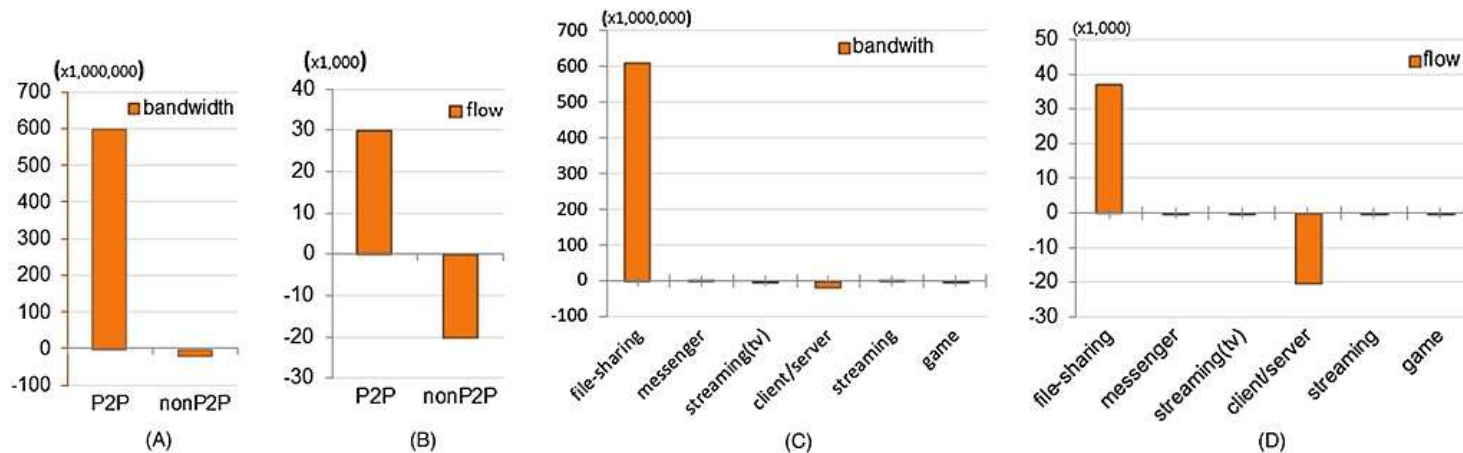 (x1,000,000)
700
600
500
400
300
200
100
0
-100
bandwidth
P2P nonP2P
(A)
(x1,000)
40
30
20
10
0
-10
-20
-30
flow
P2P nonP2P
(B)
(x1,000,000)
700
600
500
400
300
200
100
0
-100
bandwith
file-sharing
messenger
streaming(tv)
client/server
streaming
game
(C)
(x1,000)
50
40
30
20
10
0
-10
-20
-30
flow
file-sharing
messenger
streaming(tv)
client/server
streaming
game
(D)